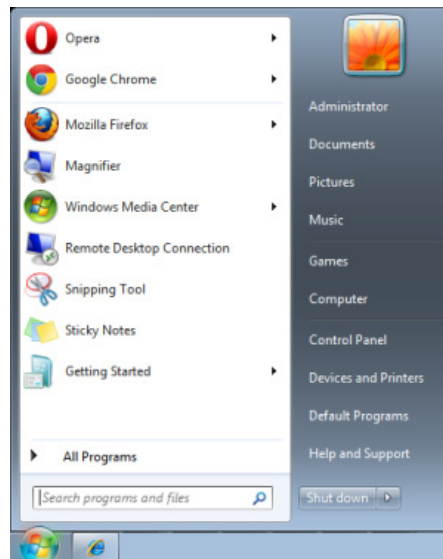 Opera
Google Chrome
Mozilla Firefox
Magnifier
Windows Media Center
Remote Desktop Connection
Snipping Tool
Sticky Notes
Getting Started
All Programs
Search programs and files
Administrator
Documents
Pictures
Music
Games
Computer
Control Panel
Devices and Printers
Default Programs
Help and Support
Shut down